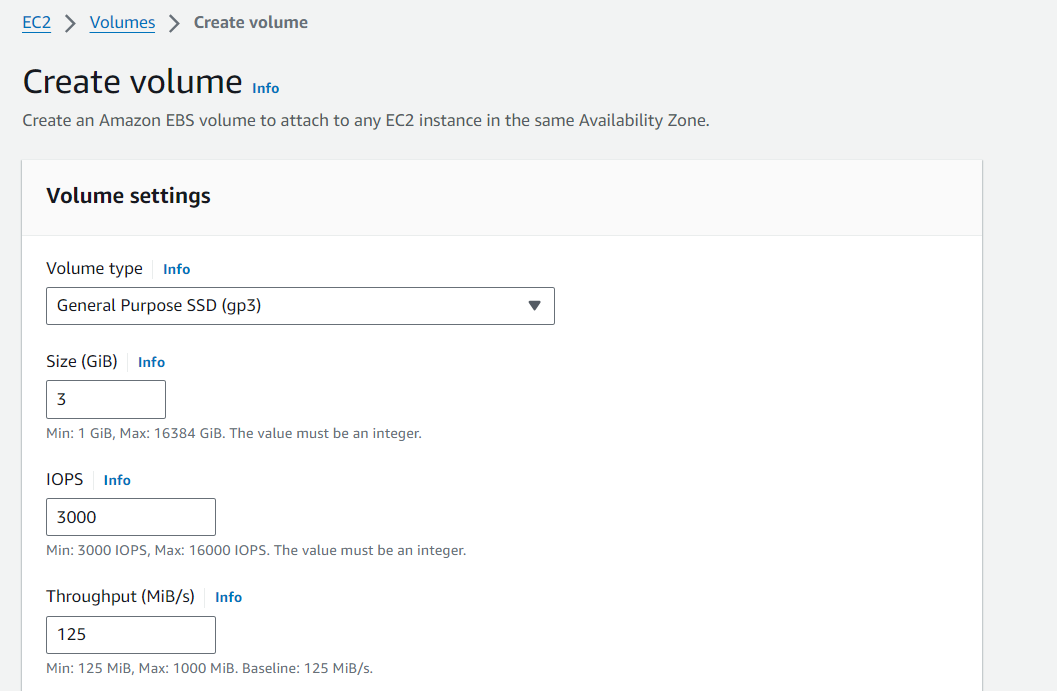 EC2 > Volumes > Create volume
Create volume Info
Create an Amazon EBS volume to attach to any EC2 instance in the same Availability Zone.
Volume settings
Volume type Info
General Purpose SSD (gp3)
Size (GiB) Info
3
Min: 1 GiB, Max: 16384 GiB. The value must be an integer.
IOPS Info
3000
Min: 3000 IOPS, Max: 16000 IOPS. The value must be an integer.
Throughput (MiB/s) Info
125
Min: 125 MiB, Max: 1000 MiB. Baseline: 125 MiB/s.